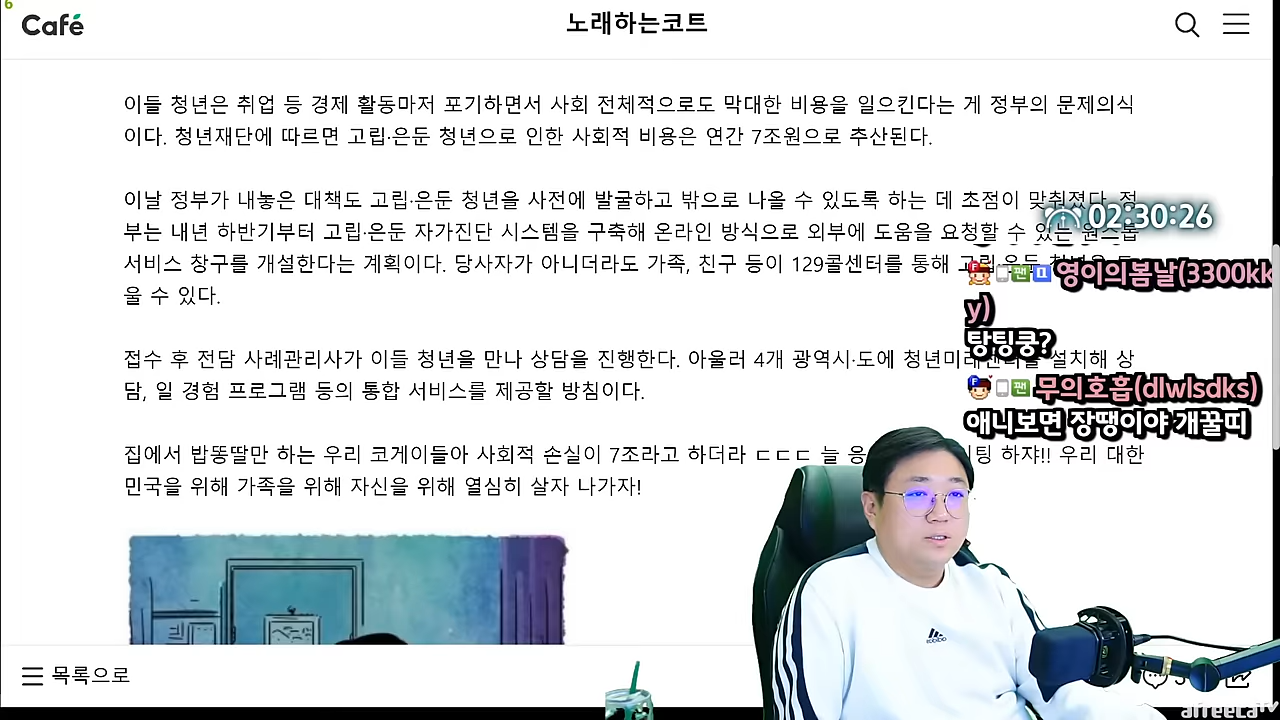 6
Café
노래하는코트
이들 청년은 취업 등 경제 활동마저 포기하면서 사회 전체적으로도 막대한 비용을 일으킨다는 게 정부의 문제의식
이다. 청년재단에 따르면 고립·은둔 청년으로 인한 사회적 비용은 연간 7조원으로 추산된다.
이날 정부가 내놓은 대책도 고립·은둔 청년을 사전에 발굴하고 밖으로 나올 수 있도록 하는 데 초점이 맞춰졌다. 정
02:30:26
부는 내년 하반기부터 고립·은둔 자가진단 시스템을 구축해 온라인 방식으로 외부에 도움을 요청할 수 있는 원스톱
서비스 창구를 개설한다는 계획이다. 당사자가 아니더라도 가족, 친구 등이 129콜센터를 통해 고립·은둔 청년을 도
울 수 있다.
F 팬 영이의봄날(3300kk
y)
탕팅쿵?
접수 후 전담 사례관리사가 이들 청년을 만나 상담을 진행한다. 아울러 4개 광역시·도에 청년미래센터를 설치해 상
담, 일 경험 프로그램 등의 통합 서비스를 제공할 방침이다.
F 팬 무의호흡(dlwlsdks)
애니보면 장땡이야 개꿀띠
집에서 밥똥딸만 하는 우리 코게이들아 사회적 손실이 7조라고 하더라 ㄷㄷㄷ 늘 응 팅 하쟈!! 우리 대한
민국을 위해 가족을 위해 자신을 위해 열심히 살자 나가자!
adidas
목록으로
afreecaTV